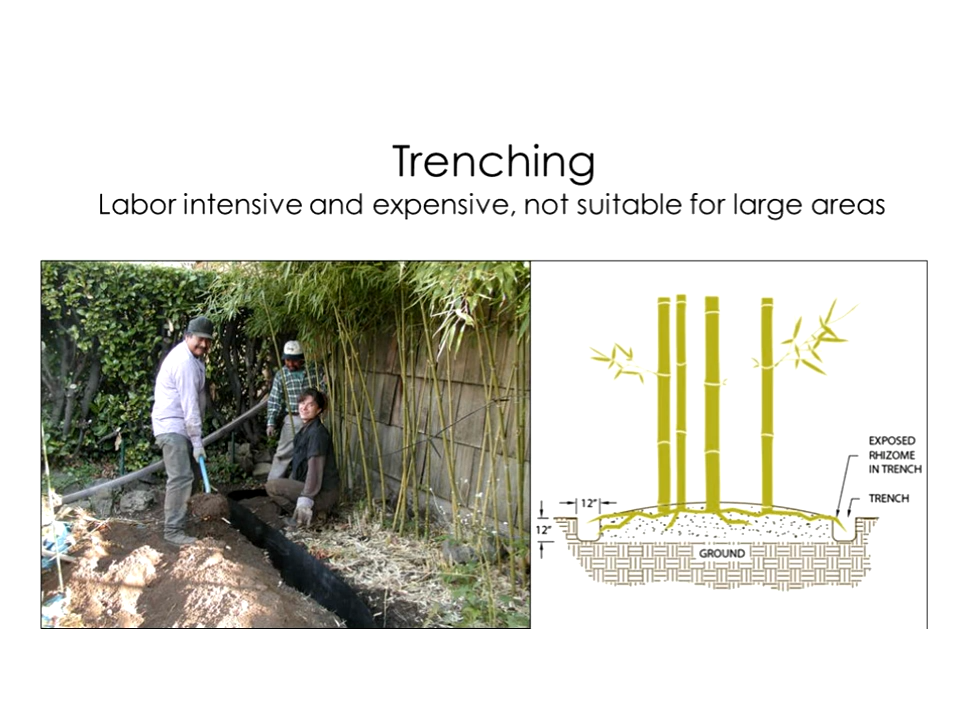 Trenching
Labor intensive and expensive, not suitable for large areas
EXPOSED
RHIZOME
IN TRENCH
TRENCH
12"
12"
GROUND